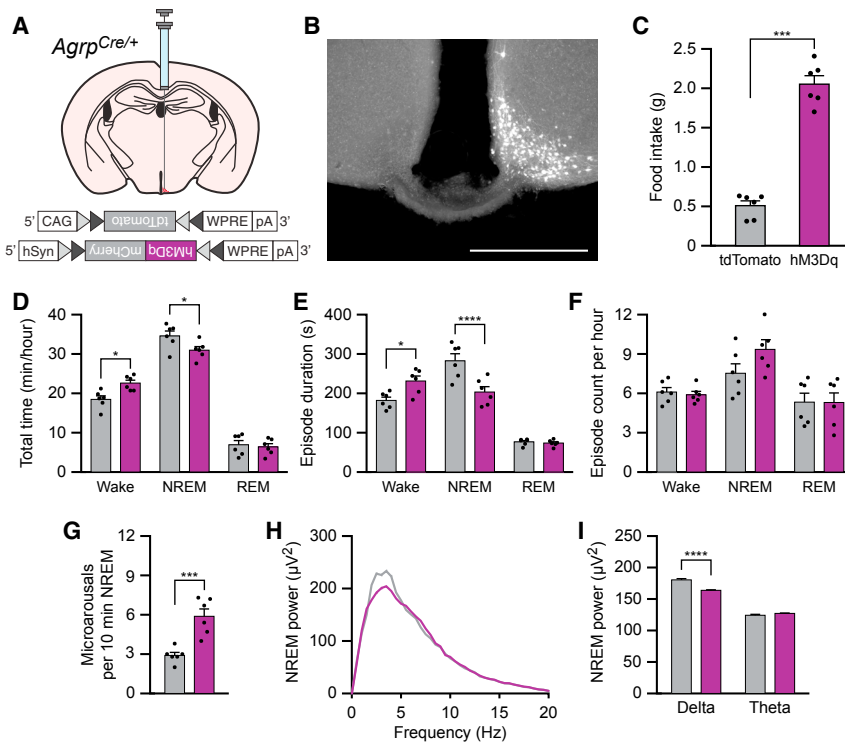 A
Agrp^Cre/+
5' CAG tdTomato WPRE pA 3'
5' hSyn mCherry hM3Dq WPRE pA 3'
B
C
***
Food intake (g)
2.5
2.0
1.5
1.0
0.5
0
tdTomato hM3Dq
D
Total time (min/hour)
40
30
20
10
0
*
*
Wake NREM REM
E
Episode duration (s)
400
300
200
100
0
*
****
Wake NREM REM
F
Episode count per hour
12
9
6
3
0
Wake NREM REM
G
Microarousals
per 10 min NREM
12
9
6
3
0
***
H
NREM power (µV²)
300
200
100
0
0 5 10 15 20
Frequency (Hz)
I
NREM power (µV²)
250
200
150
100
50
0
****
Delta Theta